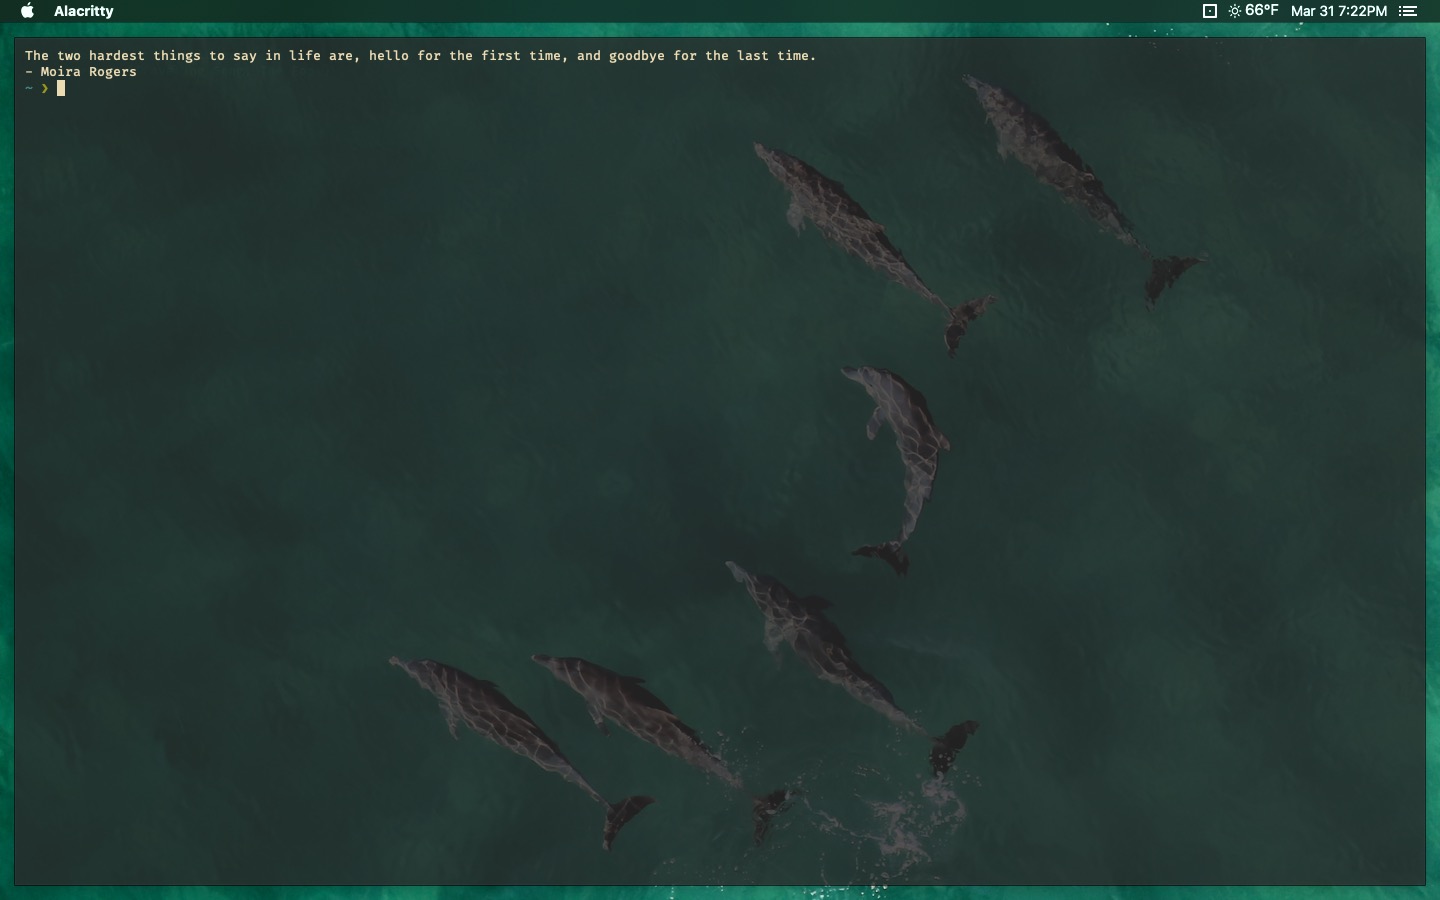 Alacritty
66°F
Mar 31 7:22PM
The two hardest things to say in life are, hello for the first time, and goodbye for the last time.
- Moira Rogers
~ ❯